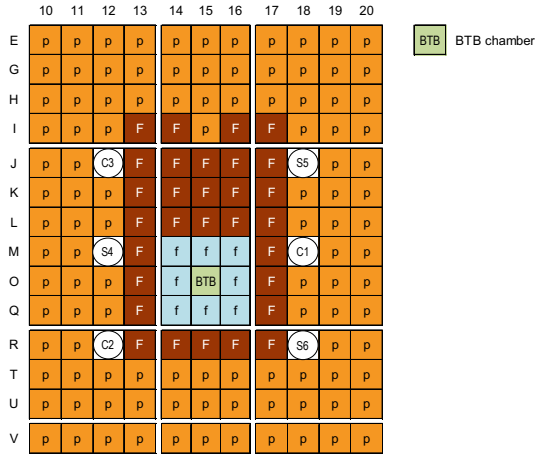 10 11 12 13 14 15 16 17 18 19 20
E p p p p p p p p p p p BTB BTB chamber
G p p p p p p p p p p p
H p p p p p p p p p p p
I p p p F F p F F p p p
J p p C3 F F F F F S5 p p
K p p p F F F F F p p p
L p p p F F F F F p p p
M p p S4 F f f f F C1 p p
O p p p F f BTB f F p p p
Q p p p F f f f F p p p
R p p C2 F F F F F S6 p p
T p p p p p p p p p p p
U p p p p p p p p p p p
V p p p p p p p p p p p